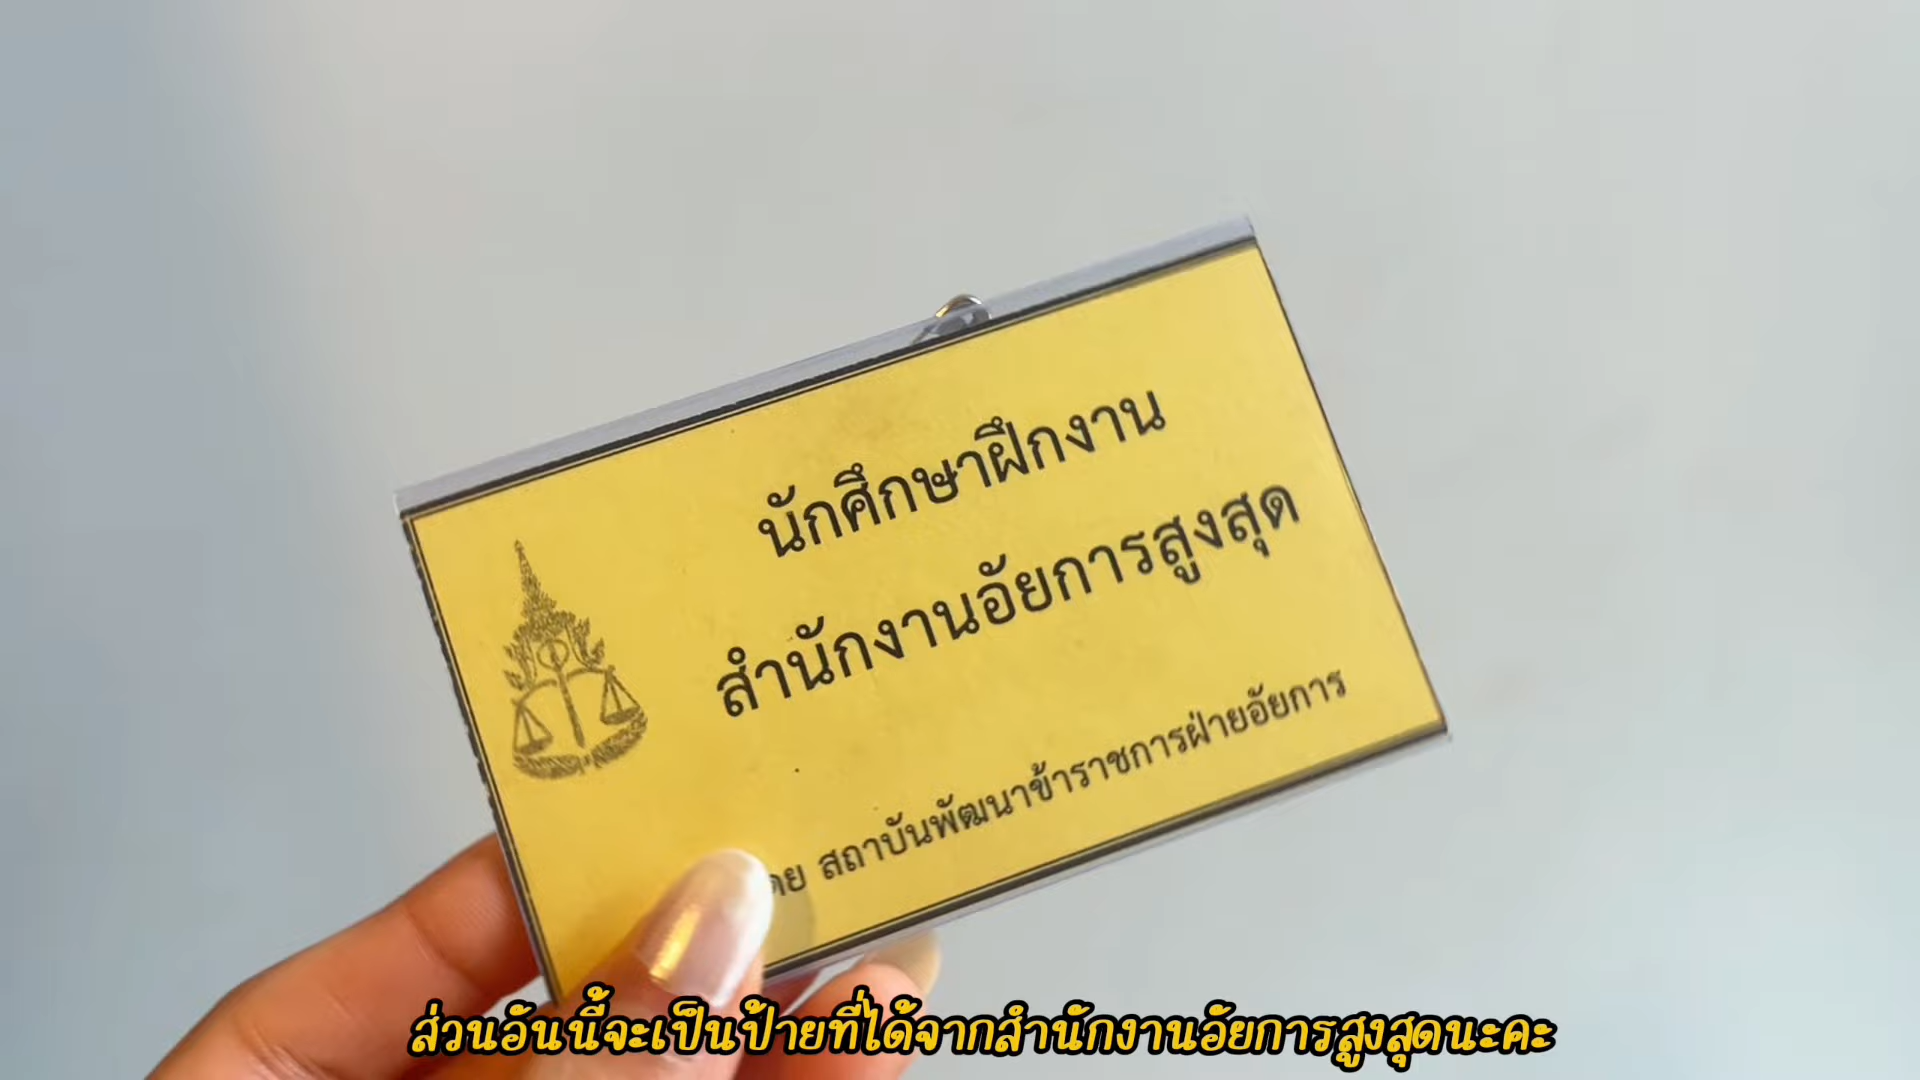 นักศึกษาฝึกงาน
สำนักงานอัยการสูงสุด
สถาบันพัฒนาข้าราชการฝ่ายอัยการ
ส่วนอันนี้จะเป็นป้ายที่ได้จากสำนักงานอัยการสูงสุดนะคะ